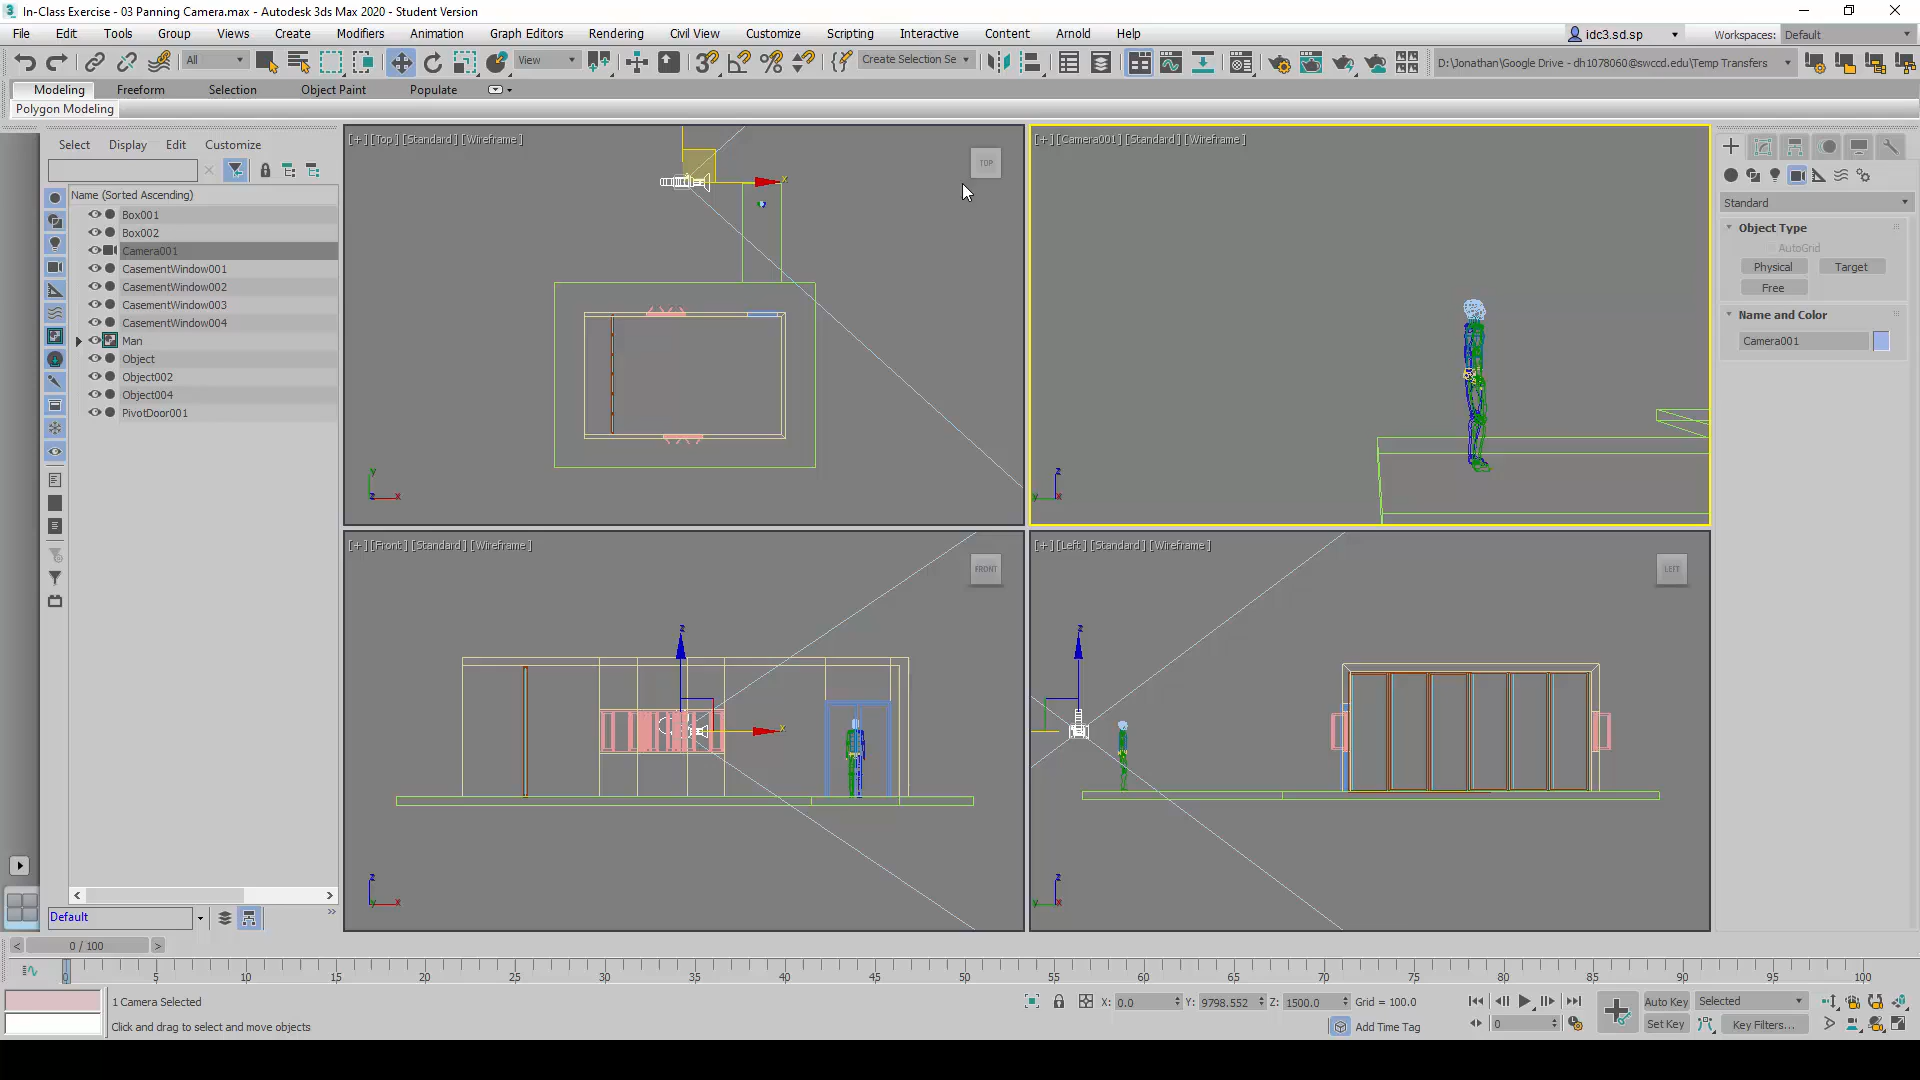 In-Class Exercise - 03 Panning Camera.max - Autodesk 3ds Max 2020 - Student Version
File Edit Tools Group Views Create Modifiers Animation Graph Editors Rendering Civil View Customize Scripting Interactive Content Arnold Help idc3.sd.sp Workspaces: Default
All View Create Selection Se D:\Jonathan\Google Drive - dh1078060@swccd.edu\Temp Transfers
Modeling Freeform Selection Object Paint Populate
Polygon Modeling
Select Display Edit Customize
Name (Sorted Ascending)
Box001
Box002
Camera001
CasementWindow001
CasementWindow002
CasementWindow003
CasementWindow004
Man
Object
Object002
Object004
PivotDoor001
Default
[+] [Top] [Standard] [Wireframe]
TOP
x
y
z x
[+] [Camera001] [Standard] [Wireframe]
z
y x
[+] [Front] [Standard] [Wireframe]
FRONT
z
x
z
y x
[+] [Left] [Standard] [Wireframe]
LEFT
z
z
y x
Standard
Object Type
AutoGrid
Physical Target
Free
Name and Color
Camera001
< 0 / 100 >
0 5 10 15 20 25 30 35 40 45 50 55 60 65 70 75 80 85 90 95 100
1 Camera Selected X: 0.0 Y: 9798.552 Z: 1500.0 Grid = 100.0 Auto Key Selected
Click and drag to select and move objects Add Time Tag 0 Set Key Key Filters...